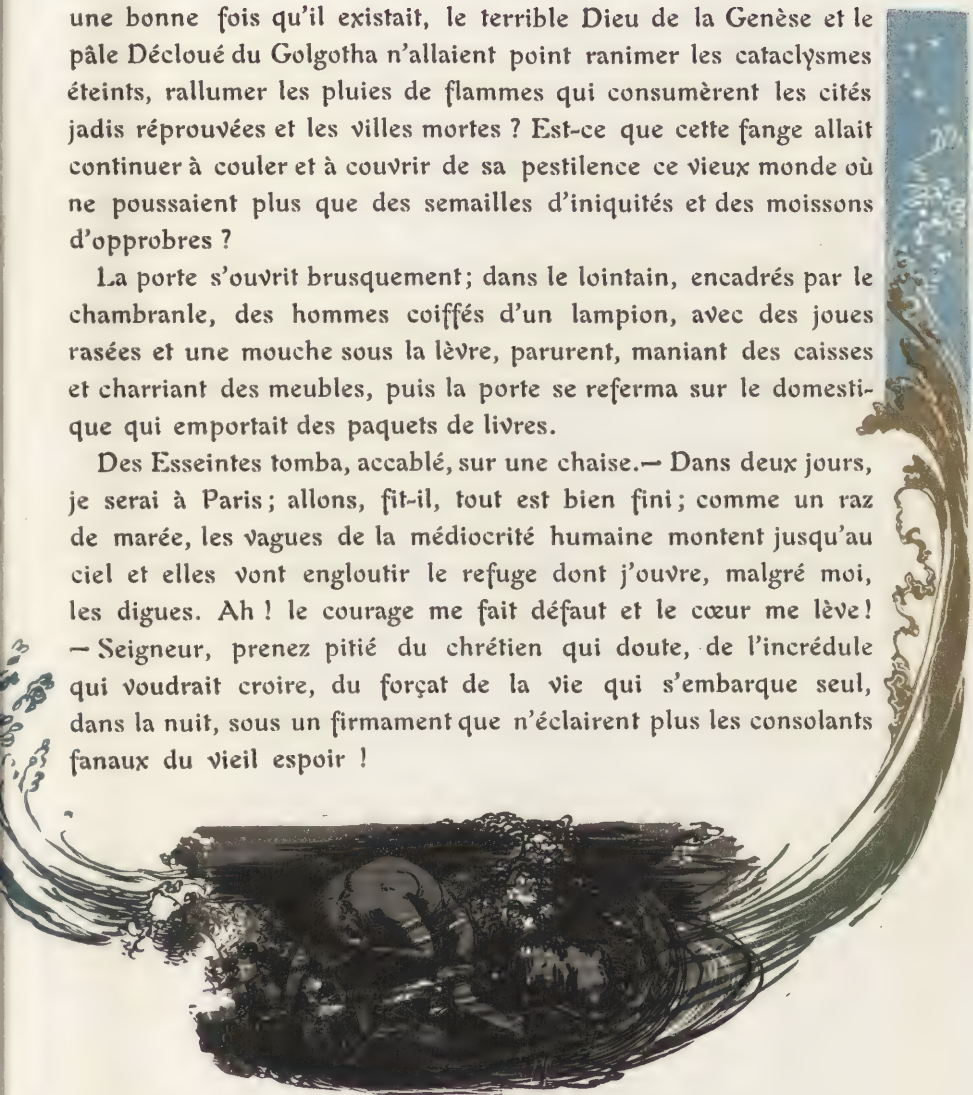 une bonne fois qu'il existait, le terrible Dieu de la Genèse et le
pâle Décloué du Golgotha n'allaient point ranimer les cataclysmes
éteints, rallumer les pluies de flammes qui consumèrent les cités
jadis réprouvées et les villes mortes ? Est-ce que cette fange allait
continuer à couler et à couvrir de sa pestilence ce vieux monde où
ne poussaient plus que des semailles d'iniquités et des moissons
d'opprobres ?
La porte s'ouvrit brusquement; dans le lointain, encadrés par le
chambranle, des hommes coiffés d'un lampion, avec des joues
rasées et une mouche sous la lèvre, parurent, maniant des caisses
et charriant des meubles, puis la porte se referma sur le domesti-
que qui emportait des paquets de livres.
Des Esseintes tomba, accablé, sur une chaise.— Dans deux jours,
je serai à Paris ; allons, fit-il, tout est bien fini ; comme un raz
de marée, les vagues de la médiocrité humaine montent jusqu'au
ciel et elles vont engloutir le refuge dont j'ouvre, malgré moi,
les digues. Ah ! le courage me fait défaut et le cœur me lève!
— Seigneur, prenez pitié du chrétien qui doute, de l'incrédule
qui voudrait croire, du forçat de la vie qui s'embarque seul,
dans la nuit, sous un firmament que n'éclairent plus les consolants
fanaux du vieil espoir !